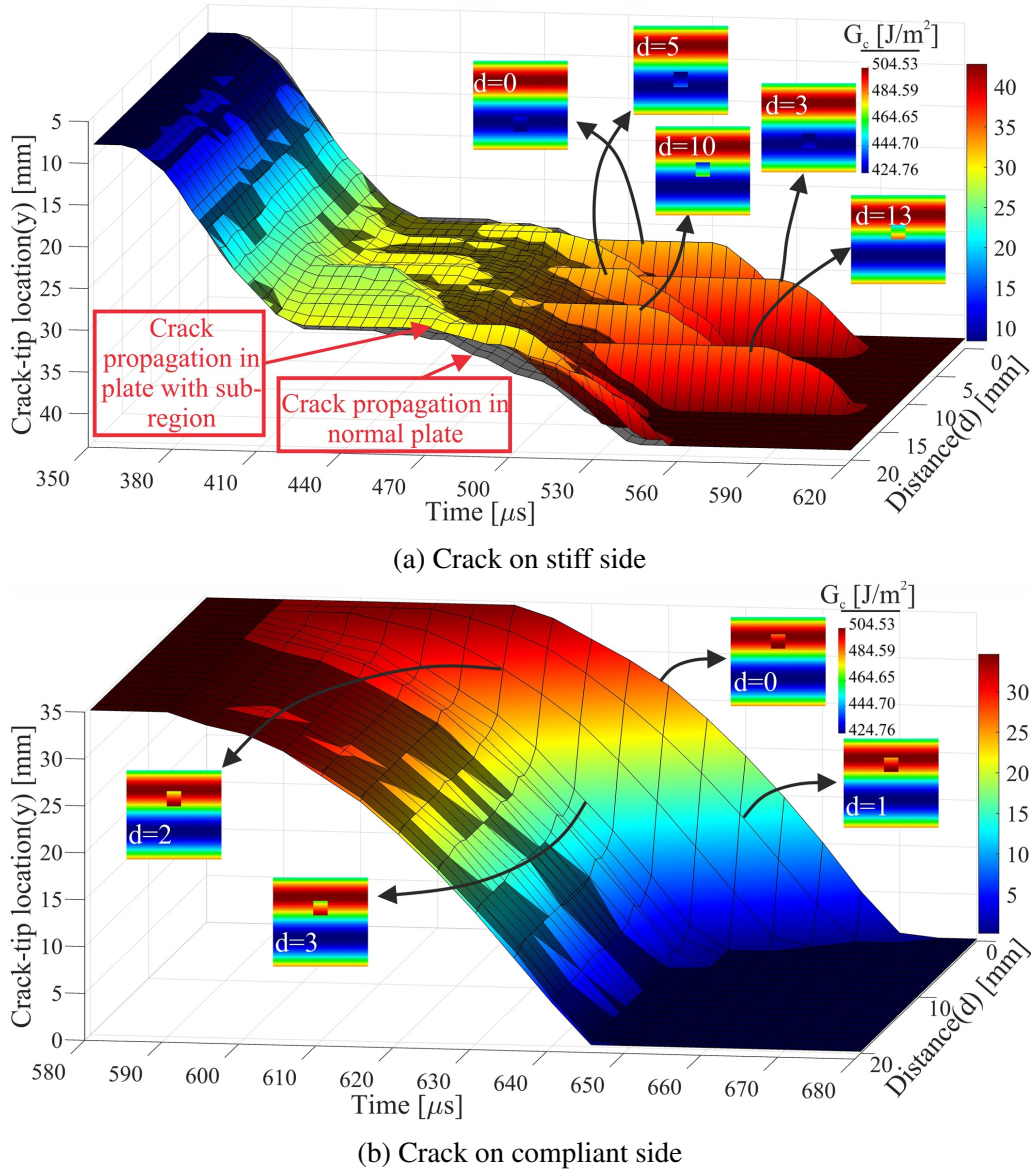 G_c [J/m²]
d=5
504.53
d=0
d=3
484.59
40
464.65
35
d=10
444.70
5
424.76
30
10
25
d=13
15
20
20
15
25
10
30
0
Crack
propagation in
plate with sub-
region
Crack propagation in
normal plate
35
5
10
40
15
20
Distance(d) [mm]
Crack-tip location(y) [mm]
350
380
410
440
470
500
530
560
590
620
Time [μs]
(a) Crack on stiff side
G_c [J/m²]
504.53
484.59
d=0
464.65
30
444.70
424.76
25
35
d=1
20
30
d=2
15
25
10
20
d=3
5
15
0
10
0
5
10
0
20
Distance(d) [mm]
Crack-tip location(y) [mm]
580
590
600
610
620
630
640
650
660
670
680
Time [μs]
(b) Crack on compliant side